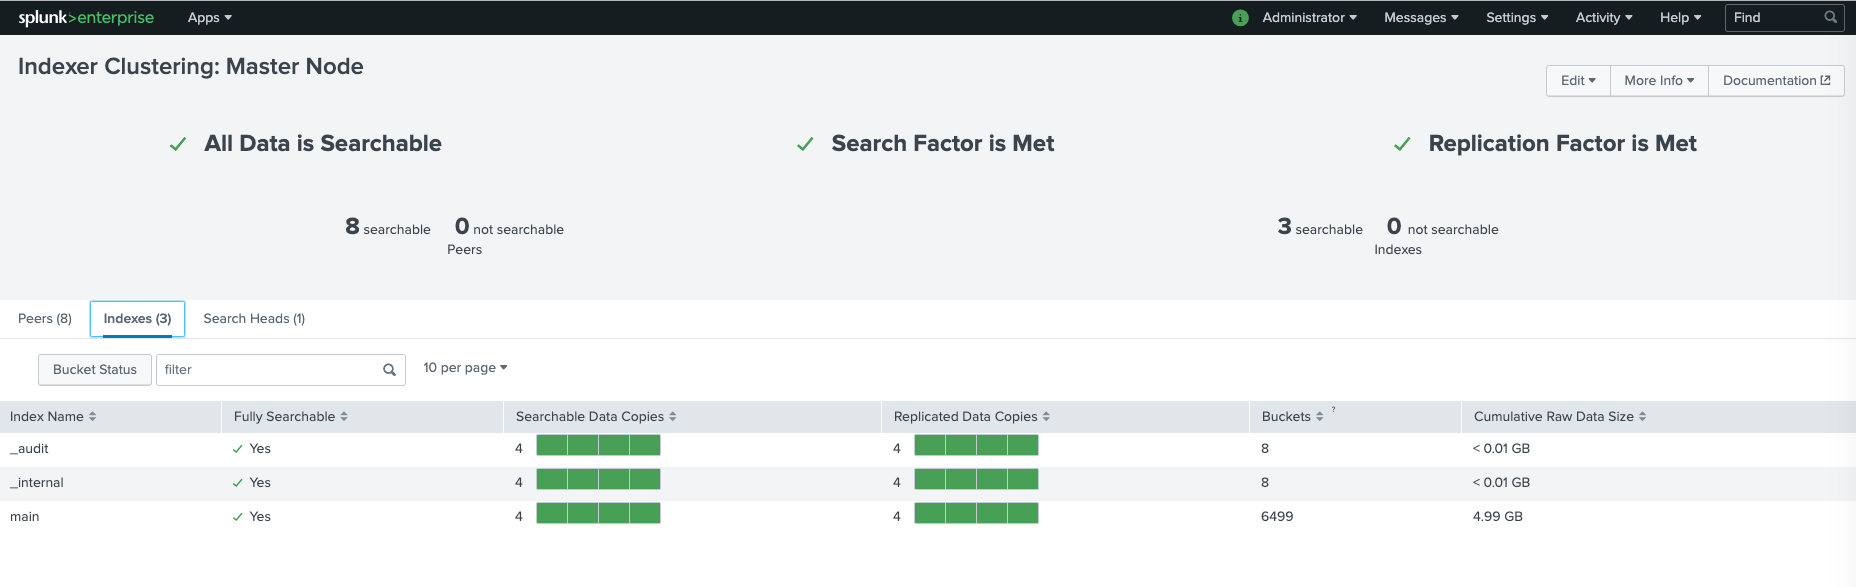 splunk>enterprise Apps Administrator Messages Settings Activity Help Find
Indexer Clustering: Master Node
Edit More Info Documentation
All Data is Searchable Search Factor is Met Replication Factor is Met
8 searchable 0 not searchable 3 searchable 0 not searchable
Peers Indexes
Peers (8) Indexes (3) Search Heads (1)
Bucket Status filter 10 per page
Index Name Fully Searchable Searchable Data Copies Replicated Data Copies Buckets ? Cumulative Raw Data Size
_audit Yes 4 4 8 < 0.01 GB
_internal Yes 4 4 8 < 0.01 GB
main Yes 4 4 6499 4.99 GB